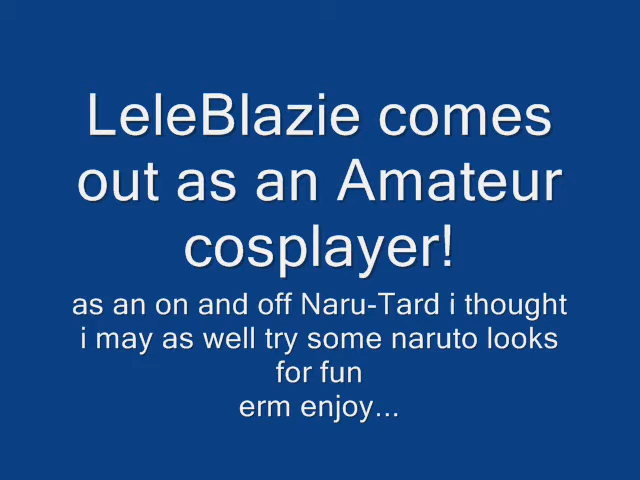 LeleBlazie comes
out as an Amateur
cosplayer!
as an on and off Naru-Tard i thought
i may as well try some naruto looks
for fun
erm enjoy...